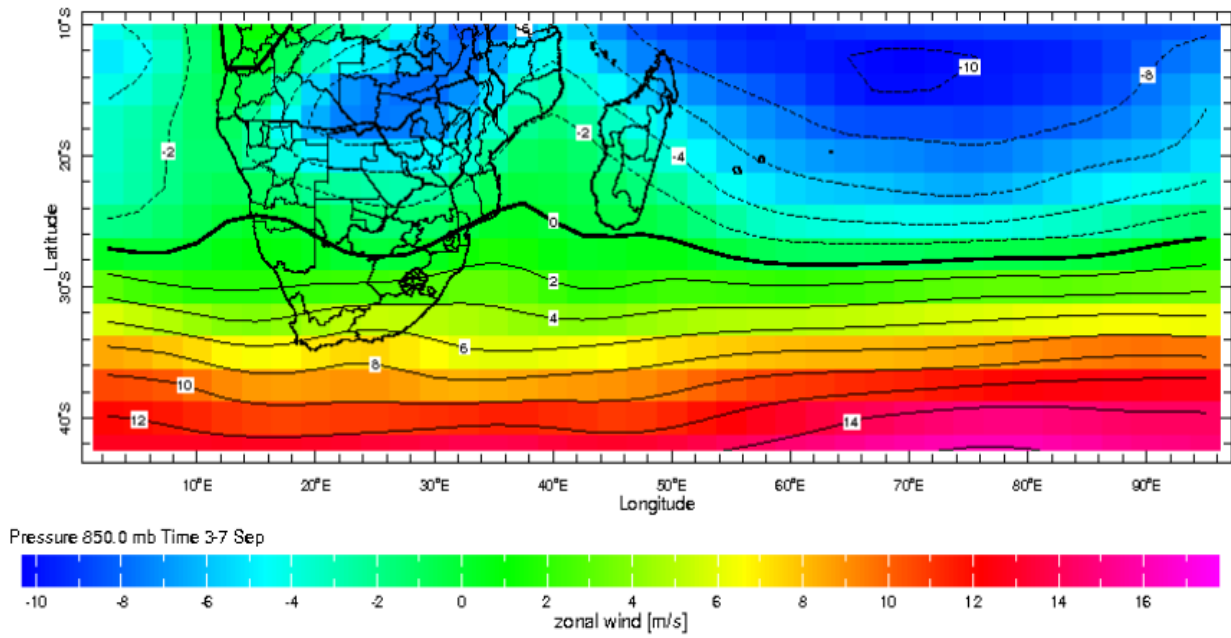 10°S
-6
-10
-8
-2
-2
-4
20°S
0
Latitude
30°S
2
4
6
8
10
40°S
12
14
10°E 20°E 30°E 40°E 50°E 60°E 70°E 80°E 90°E
Longitude
Pressure 850.0 mb Time 3-7 Sep
-10 -8 -6 -4 -2 0 2 4 6 8 10 12 14 16
zonal wind [m/s]